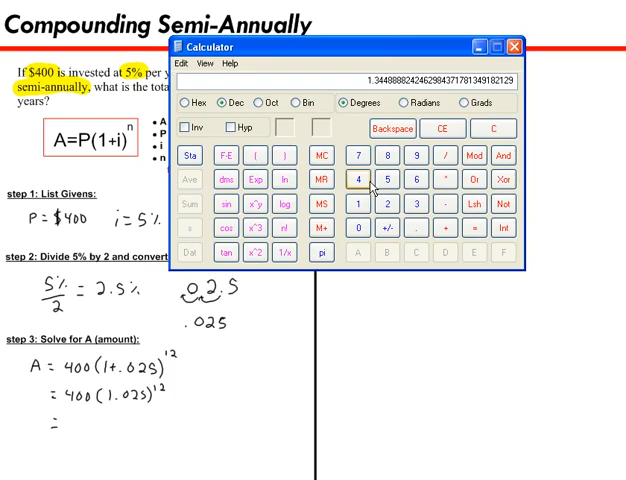 Compounding Semi-Annually
If $400 is invested at 5% per y
semi-annually, what is the tota
years?
A=P(1+i)
n
• A
• P
• i
• n
step 1: List Givens:
P = $400 i = 5%
step 2: Divide 5% by 2 and convert
5%/2 = 2.5% 02.5
.025
step 3: Solve for A (amount):
A = 400(1+.025)^12
= 400(1.025)^12
=
Calculator
Edit View Help
1.3448888242462984371781349182129
Hex Dec Oct Bin Degrees Radians Grads
Inv Hyp Backspace CE C
Sta F-E ( ) MC 7 8 9 / Mod And
Ave dms Exp ln MR 4 5 6 * Or Xor
Sum sin x^y log MS 1 2 3 - Lsh Not
s cos x^3 n! M+ 0 +/- . + = Int
Dat tan x^2 1/x pi A B C D E F